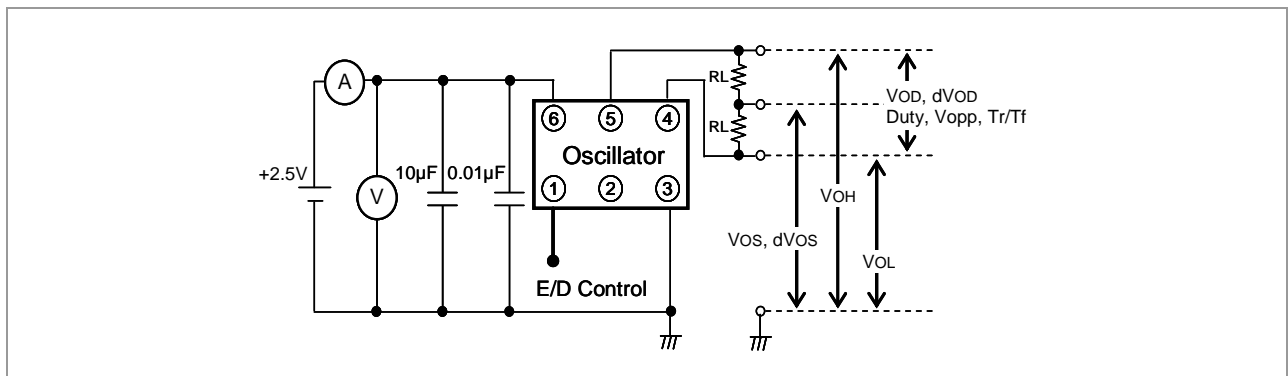 A
RL
VOD, dVOD
Duty, Vopp, Tr/Tf
6 5 4
RL
Oscillator
+2.5V
V
10µF 0.01µF
1 2 3
VOH
VOS, dVOS
VOL
E/D Control